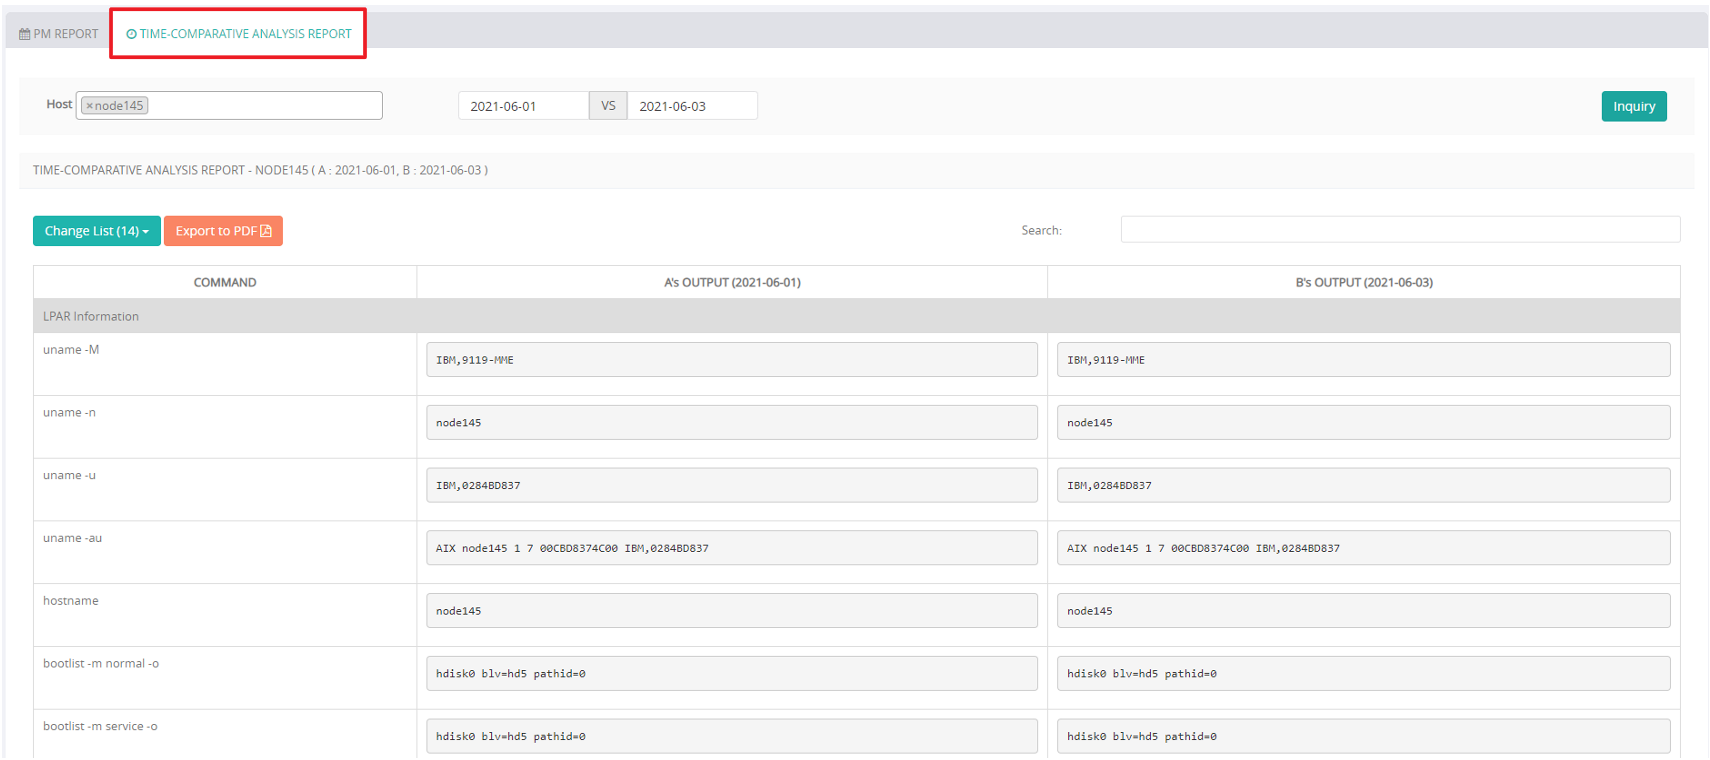 PM REPORT TIME-COMPARATIVE ANALYSIS REPORT
Host ×node145 2021-06-01 VS 2021-06-03 Inquiry
TIME-COMPARATIVE ANALYSIS REPORT - NODE145 ( A : 2021-06-01, B : 2021-06-03 )
Change List (14) Export to PDF Search:
COMMAND A's OUTPUT (2021-06-01) B's OUTPUT (2021-06-03)
LPAR Information
uname -M IBM,9119-MME IBM,9119-MME
uname -n node145 node145
uname -u IBM,0284BD837 IBM,0284BD837
uname -au AIX node145 1 7 00CBD8374C00 IBM,0284BD837 AIX node145 1 7 00CBD8374C00 IBM,0284BD837
hostname node145 node145
bootlist -m normal -o hdisk0 blv=hd5 pathid=0 hdisk0 blv=hd5 pathid=0
bootlist -m service -o hdisk0 blv=hd5 pathid=0 hdisk0 blv=hd5 pathid=0